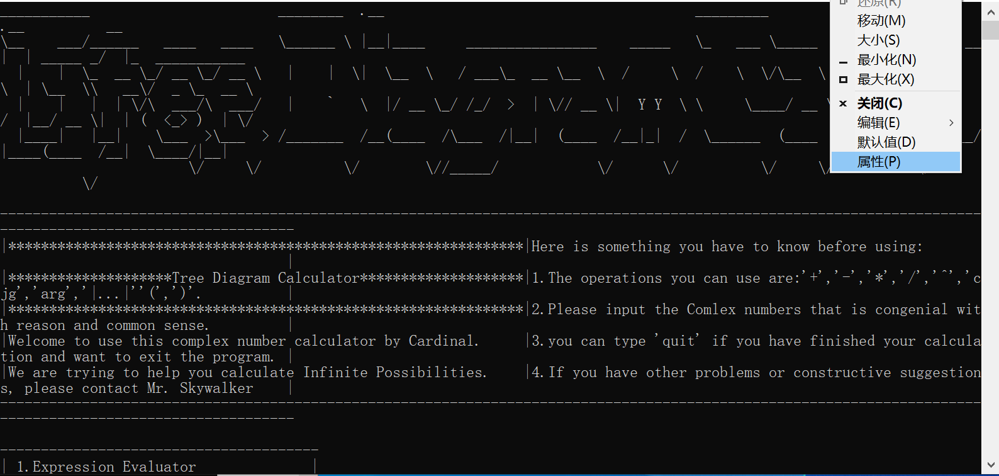 还原(R)
移动(M)
大小(S)
最小化(N)
最大化(X)
关闭(C)
编辑(E)
默认值(D)
属性(P)
|***************************************************************|Here is something you have to know before using:
|
|********************Tree Diagram Calculator********************|1.The operations you can use are:'+','-','*','/','^','c
jg','arg','|...|''(',')'. |
|***************************************************************|2.Please input the Comlex numbers that is congenial wit
h reason and common sense. |
|Welcome to use this complex number calculator by Cardinal. |3.you can type 'quit' if you have finished your calcula
tion and want to exit the program. |
|We are trying to help you calculate Infinite Possibilities. |4.If you have other problems or constructive suggestion
s, please contact Mr. Skywalker |
| 1.Expression Evaluator |